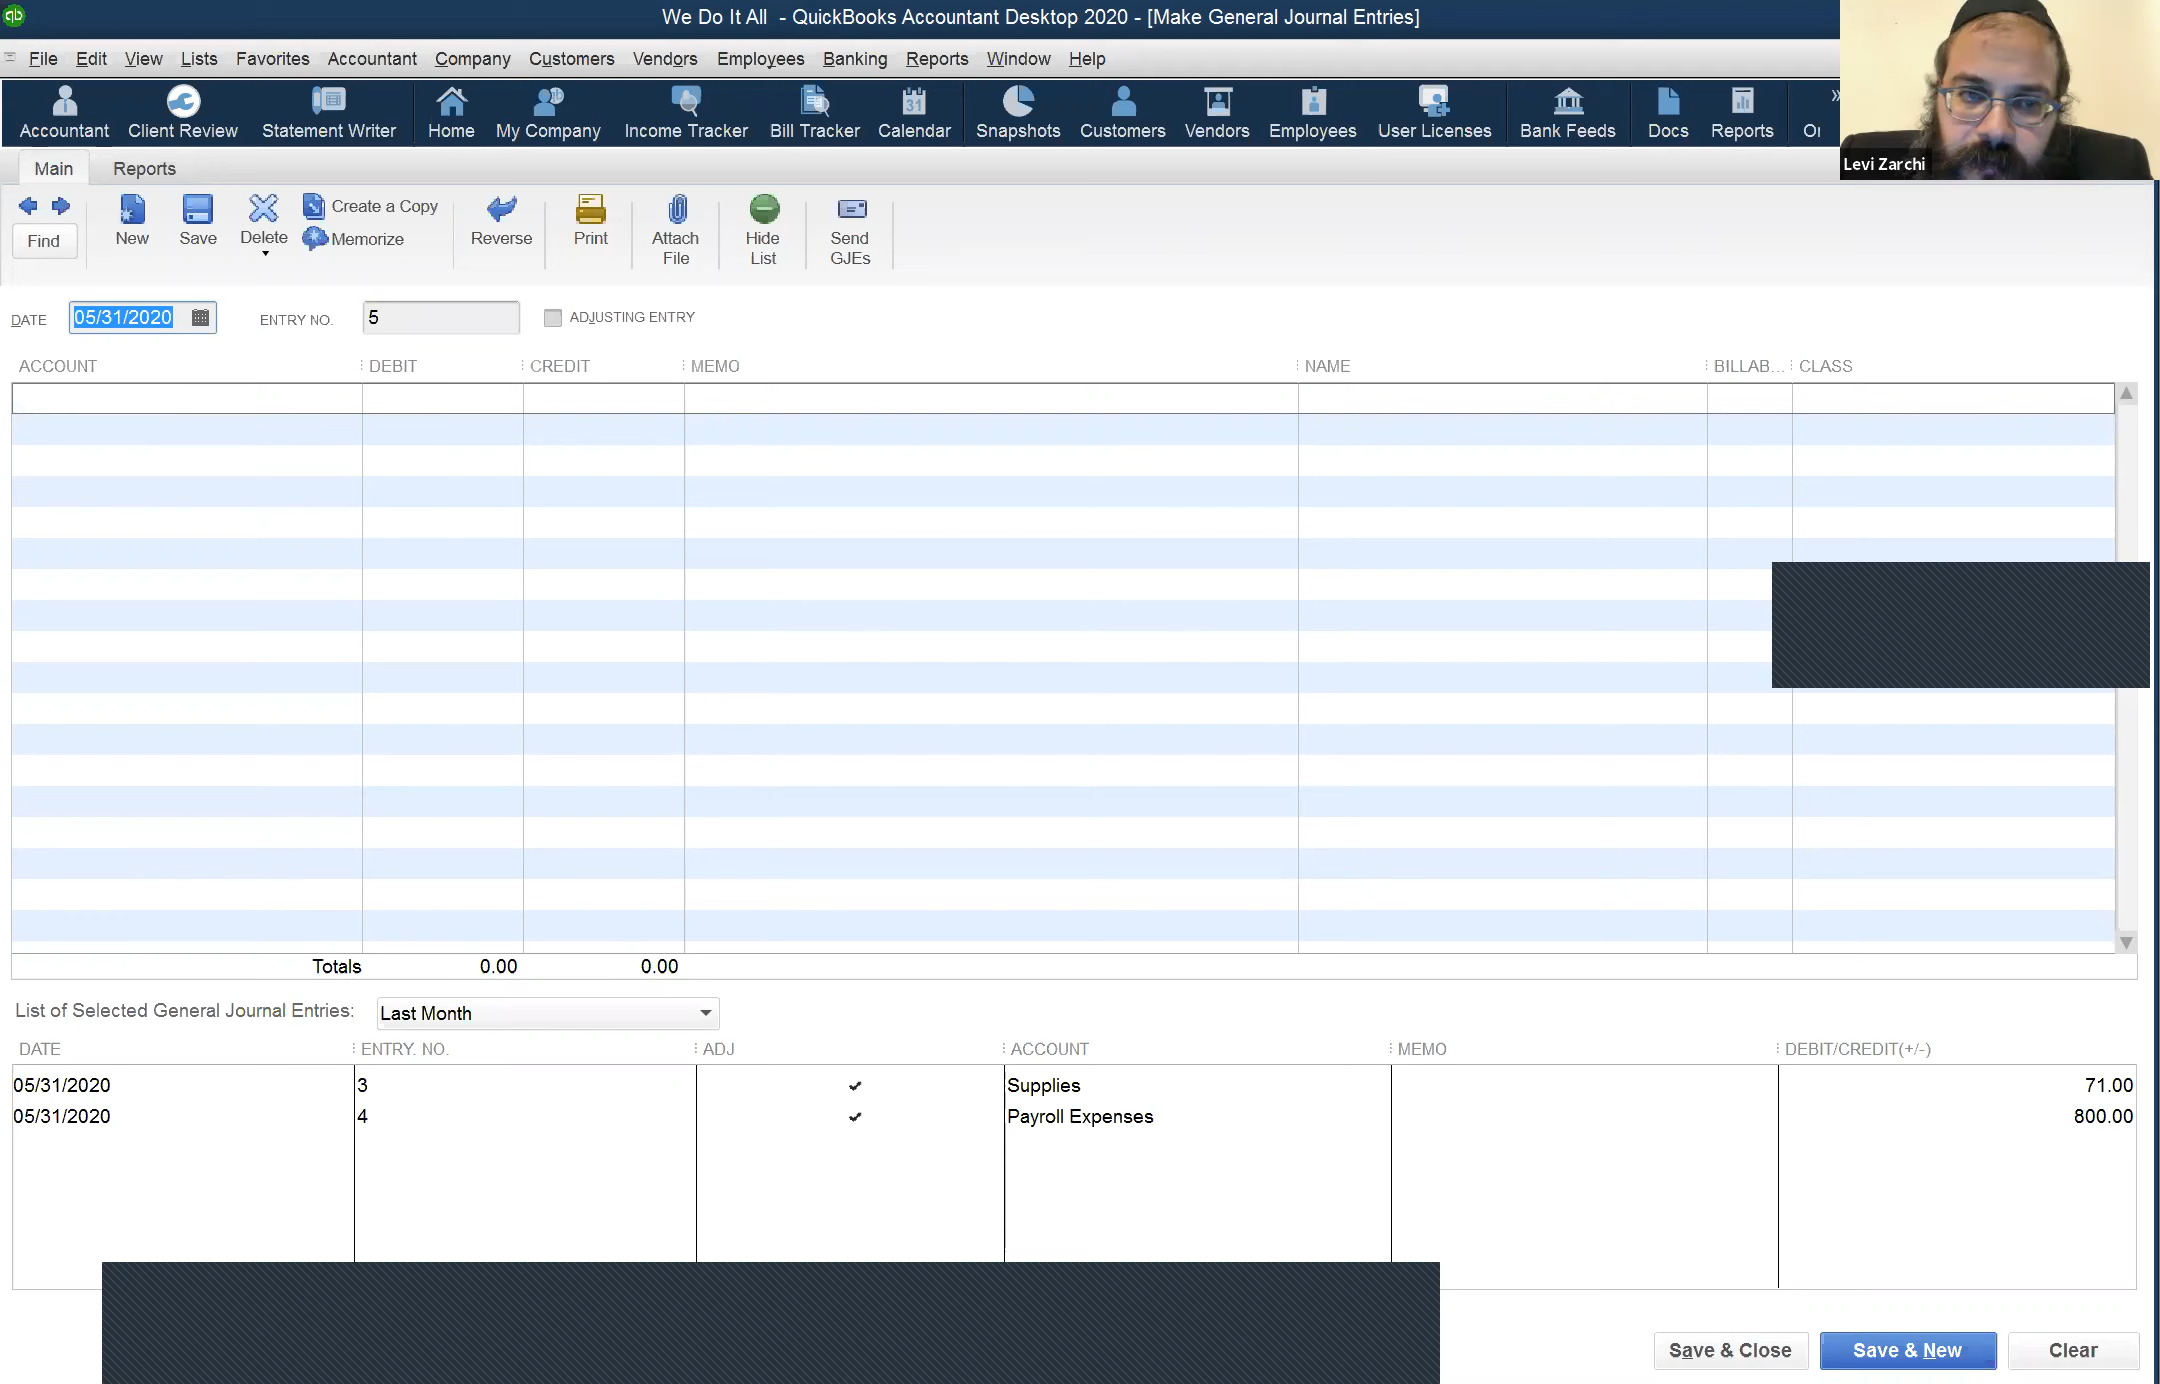 We Do It All - QuickBooks Accountant Desktop 2020 - [Make General Journal Entries]
File Edit View Lists Favorites Accountant Company Customers Vendors Employees Banking Reports Window Help
Accountant Client Review Statement Writer Home My Company Income Tracker Bill Tracker Calendar Snapshots Customers Vendors Employees User Licenses Bank Feeds Docs Reports
Levi Zarchi
Main Reports
Find New Save Delete Create a Copy Memorize Reverse Print Attach File Hide List Send GJEs
DATE 05/31/2020 ENTRY NO. 5 ADJUSTING ENTRY
ACCOUNT DEBIT CREDIT MEMO NAME BILLAB... CLASS
Totals 0.00 0.00
List of Selected General Journal Entries: Last Month
DATE ENTRY. NO. ADJ ACCOUNT MEMO DEBIT/CREDIT(+/-)
05/31/2020 3 ✔ Supplies 71.00
05/31/2020 4 ✔ Payroll Expenses 800.00
Save & Close Save & New Clear